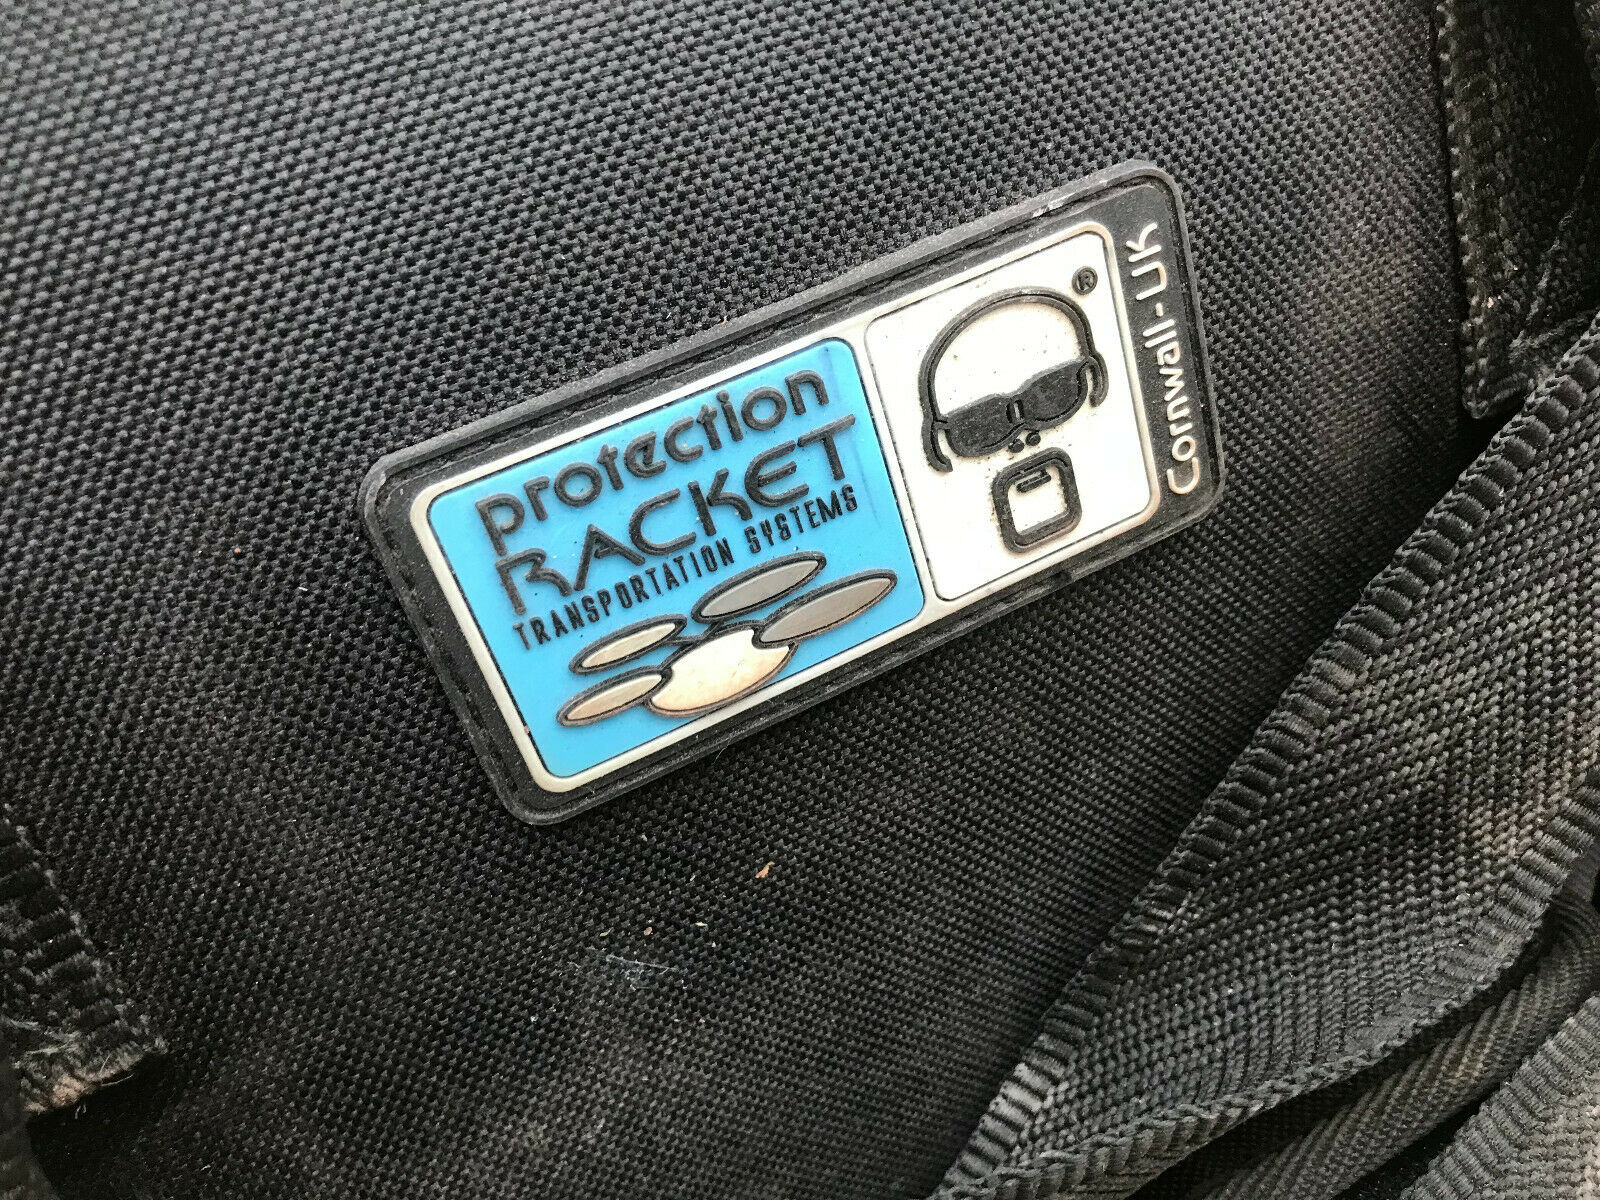 protection
RACKET
TRANSPORTATION SYSTEMS
®
Cornwall - UK